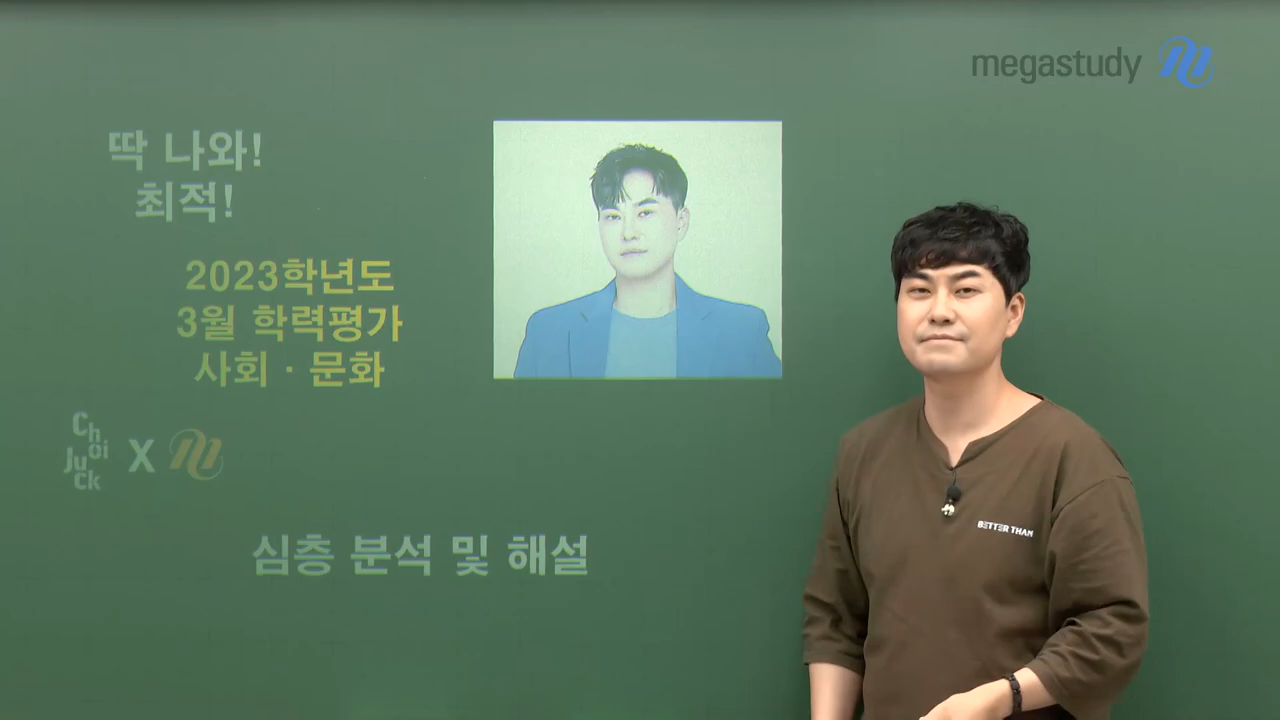 megastudy
딱 나와!
최적!
2023학년도
3월 학력평가
사회 · 문화
Choi
Juck
X
심층 분석 및 해설
BETTER THAN